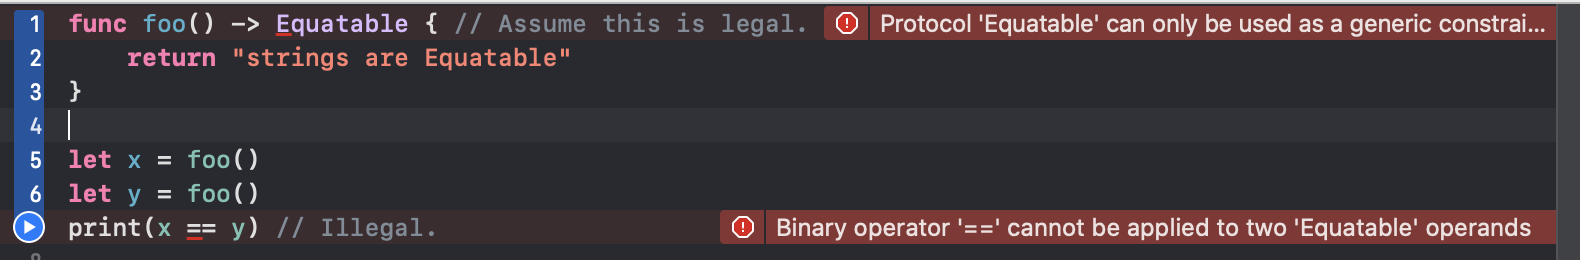 1 func foo() -> Equatable { // Assume this is legal. Protocol 'Equatable' can only be used as a generic constrai...
2 return "strings are Equatable"
3 }
4
5 let x = foo()
6 let y = foo()
print(x == y) // Illegal. Binary operator '==' cannot be applied to two 'Equatable' operands